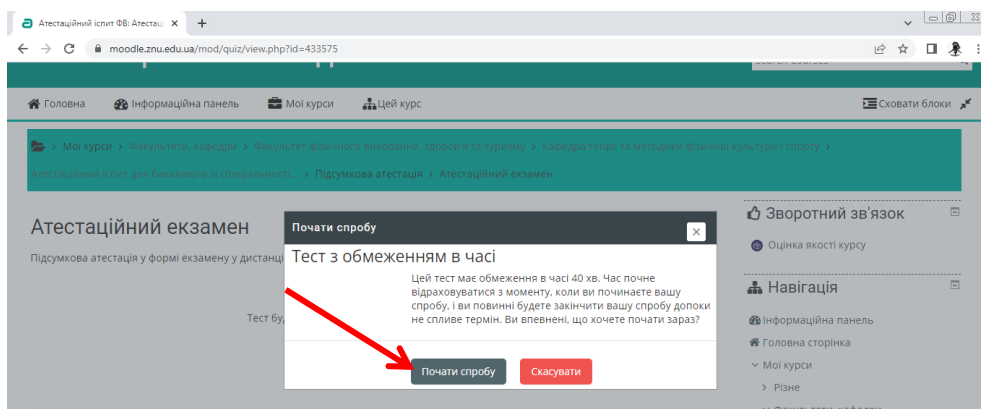 Атестаційний іспит ФВ: Атестаці
moodle.znu.edu.ua/mod/quiz/view.php?id=433575
Search Courses
Головна Інформаційна панель Мої курси Цей курс Сховати блоки
> Мої курси > Факультети, кафедри > Факультет фізичного виховання, здоров'я та туризму > Кафедра теорії та методики фізичної культури і спорту >
Атестаційний іспит для бакалаврів зі спеціальності... > Підсумкова атестація > Атестаційний екзамен
Атестаційний екзамен
Підсумкова атестація у формі екзамену у дистанці
Тест бу
Почати спробу
Тест з обмеженням в часі
Цей тест має обмеження в часі 40 хв. Час почне
відраховуватися з моменту, коли ви починаєте вашу
спробу, і ви повинні будете закінчити вашу спробу допоки
не спливе термін. Ви впевнені, що хочете почати зараз?
Почати спробу Скасувати
Зворотний зв'язок
Оцінка якості курсу
Навігація
Інформаційна панель
Головна сторінка
Мої курси
> Різне
Факультети, кафедри